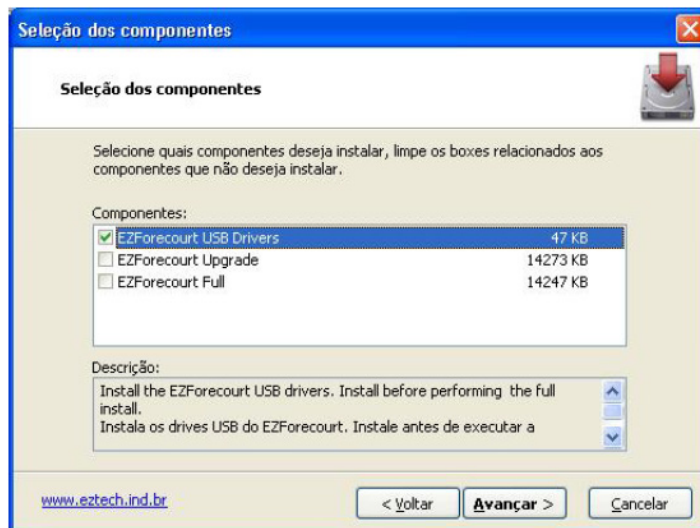 Seleção dos componentes
Seleção dos componentes
Selecione quais componentes deseja instalar, limpe os boxes relacionados aos
componentes que não deseja instalar.
Componentes:
EZForecourt USB Drivers 47 KB
EZForecourt Upgrade 14273 KB
EZForecourt Full 14247 KB
Descrição:
Install the EZForecourt USB drivers. Install before performing the full
install.
Instala os drives USB do EZForecourt. Instale antes de executar a
www.eztech.ind.br
< Voltar
Avançar >
Cancelar